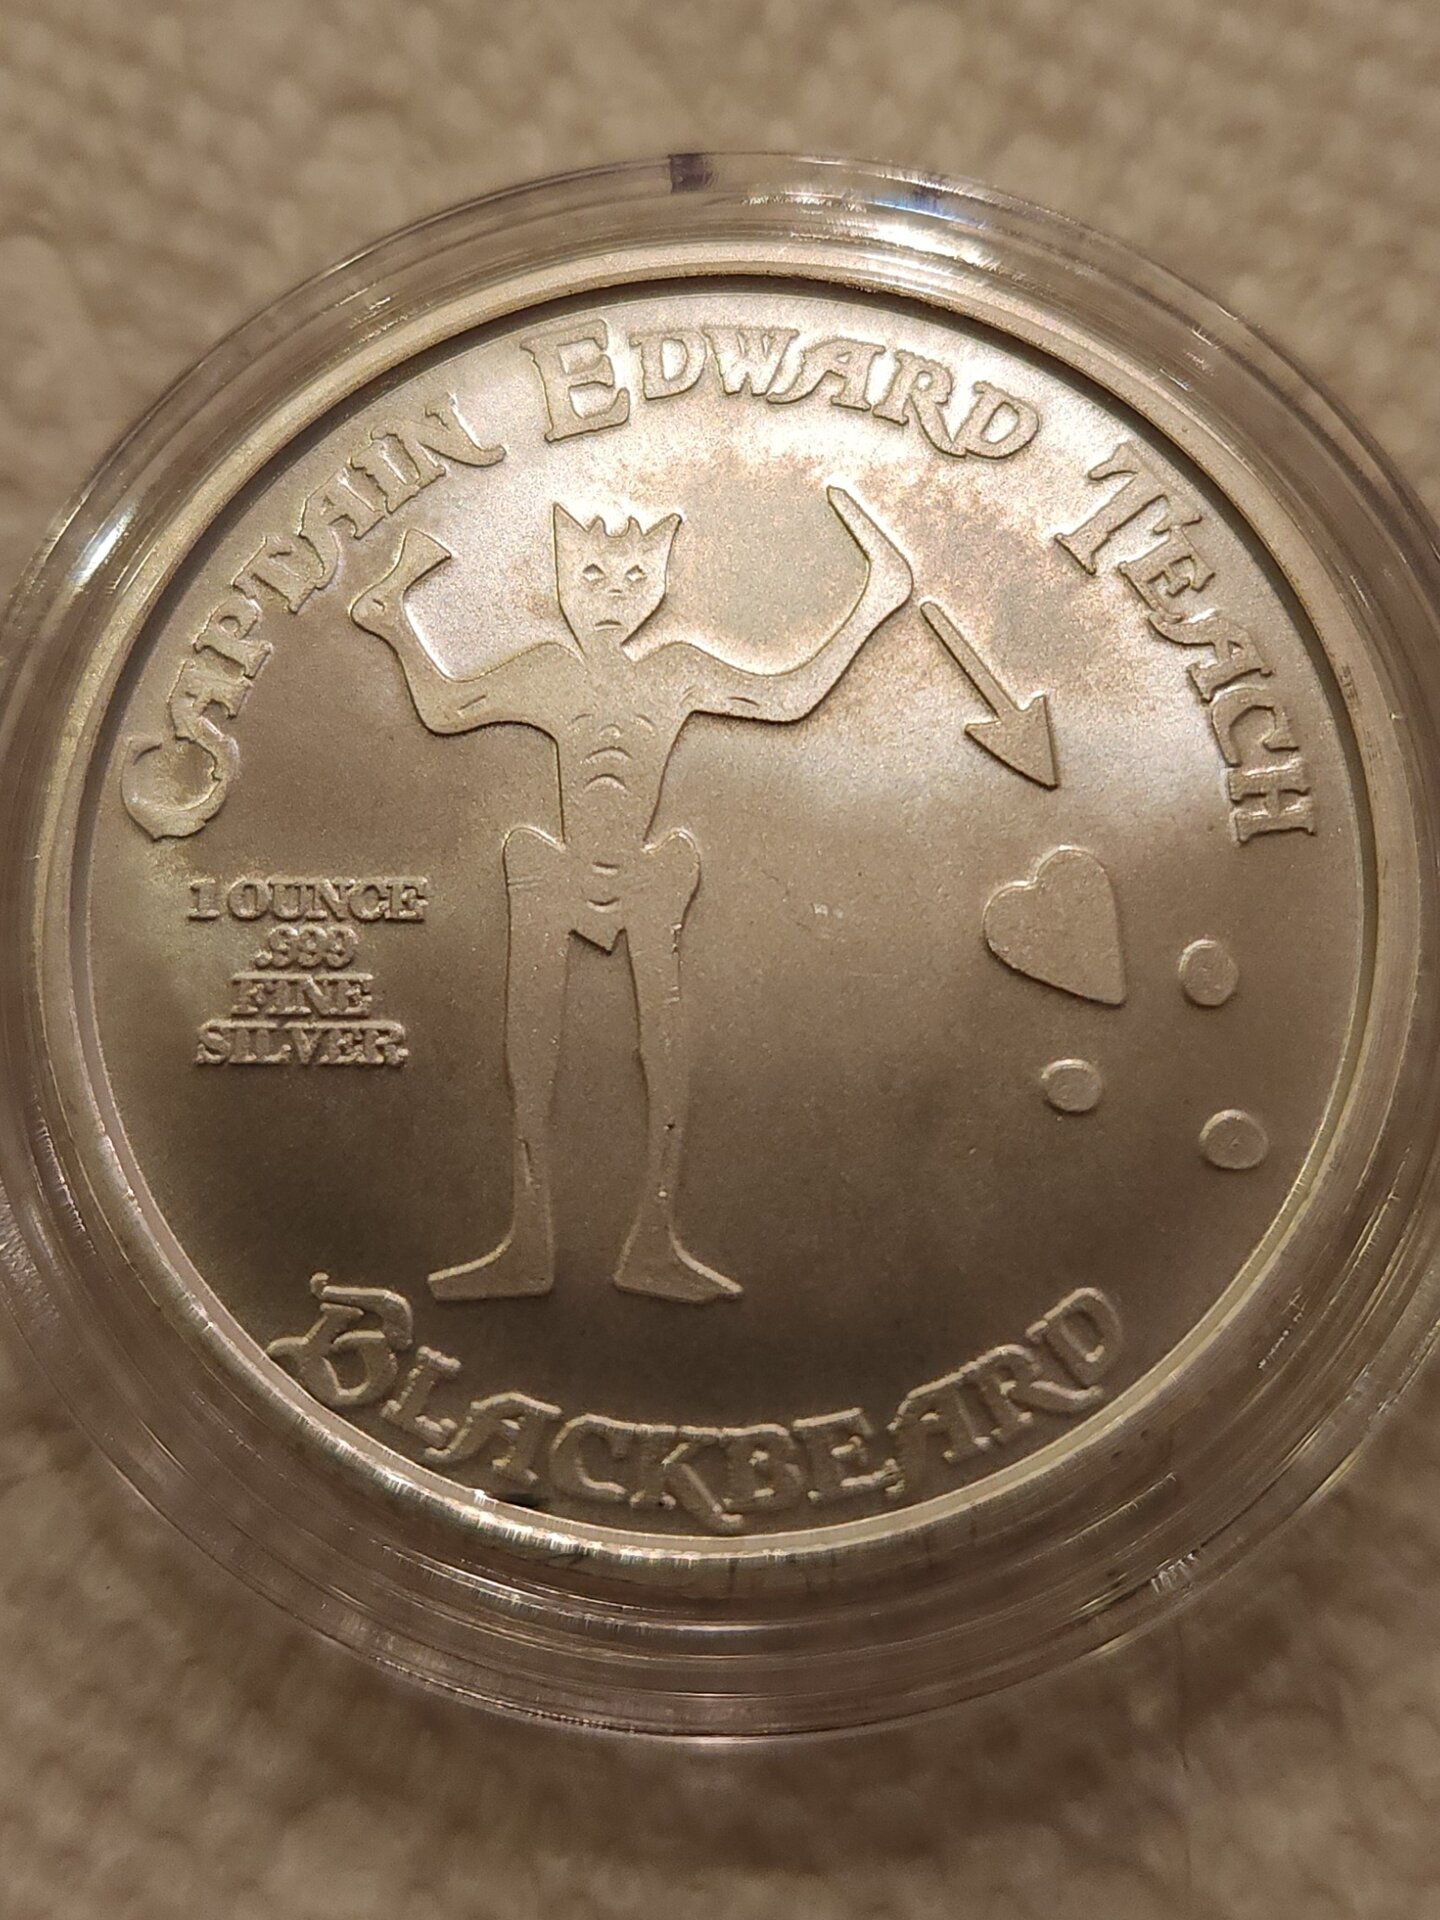 CAPTAIN EDWARD TEACH
1 OUNCE
.999
FINE
SILVER
BLACKBEARD